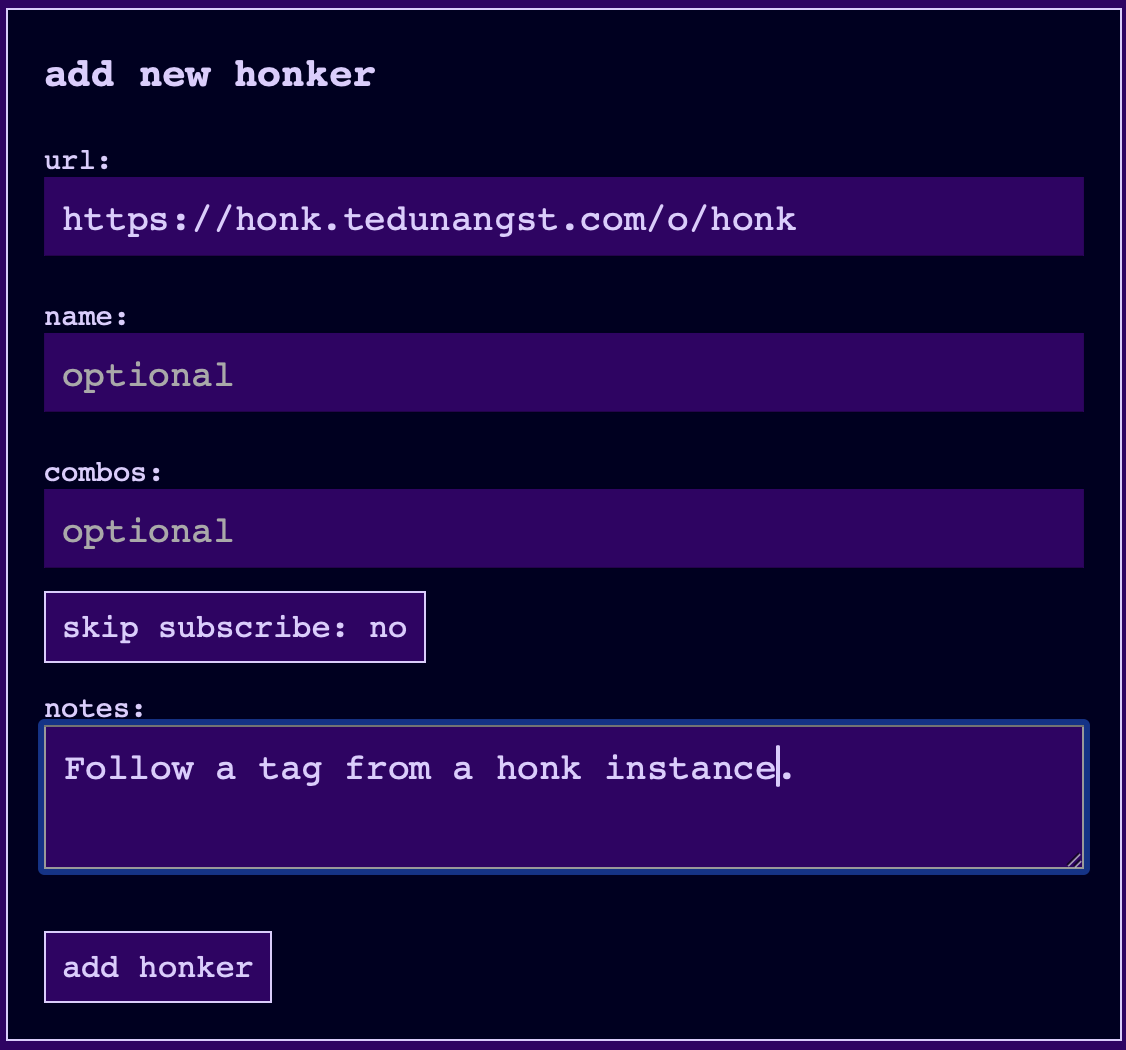 add new honker
url:
https://honk.tedunangst.com/o/honk
name:
optional
combos:
optional
skip subscribe: no
notes:
Follow a tag from a honk instance.
add honker